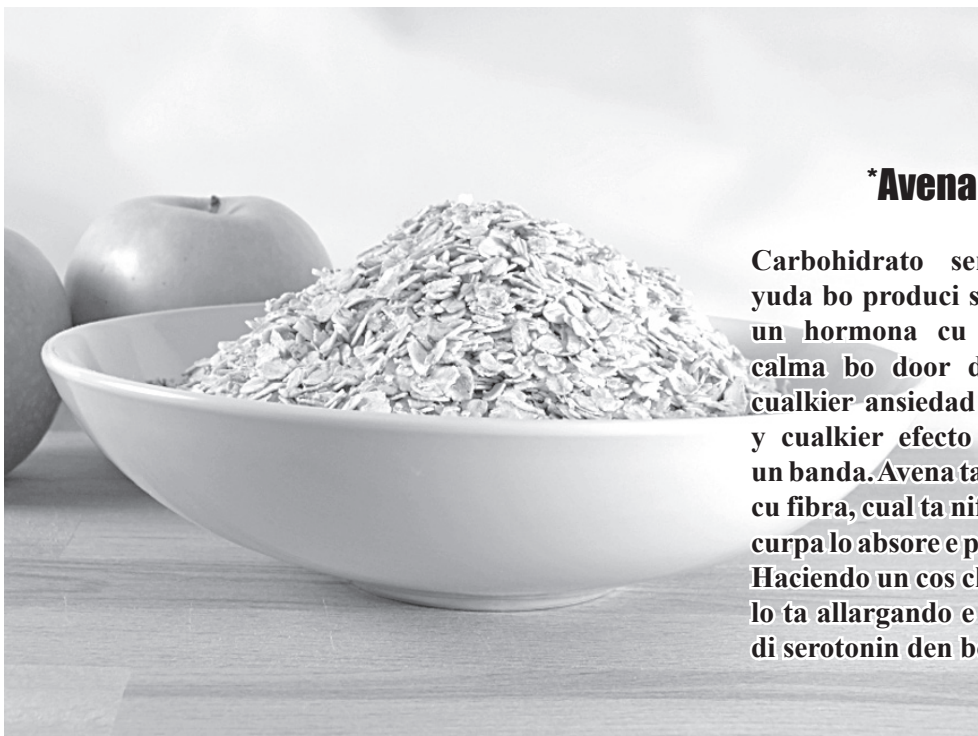 *Avena
Carbohidrato
yuda bo produci
un hormona cu
calma bo door
cualkier ansiedad
y cualkier efecto
un banda. Avena ta
cu fibra, cual ta
curpa lo absore e
Haciendo un cos
lo ta allargando e
di serotonin den